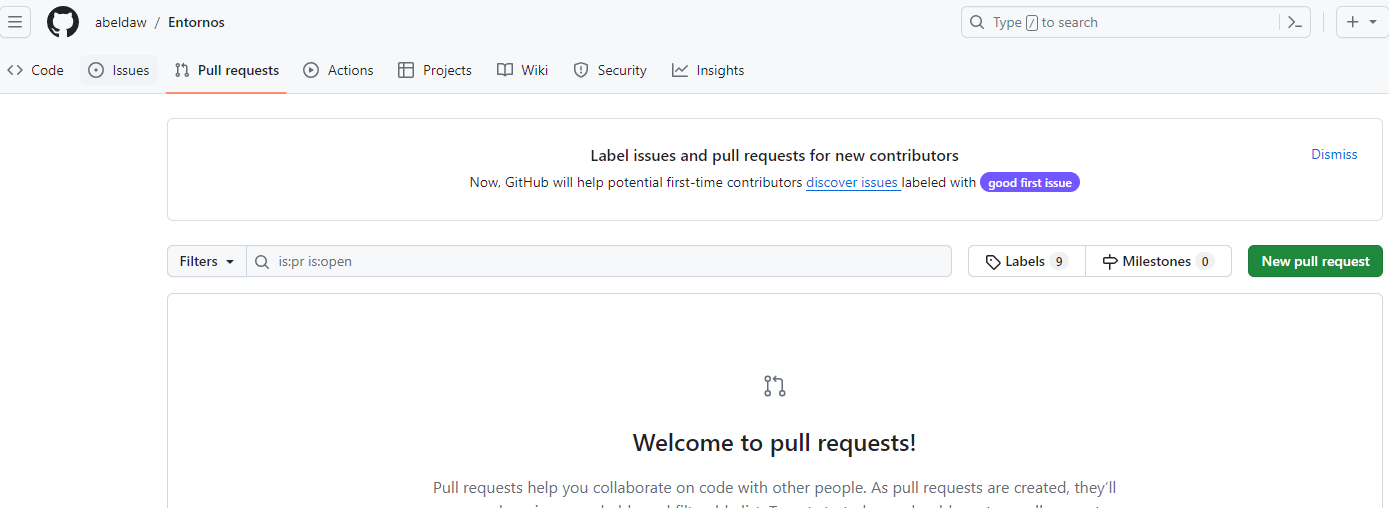 abeldaw / Entornos
Type / to search
Code Issues Pull requests Actions Projects Wiki Security Insights
Label issues and pull requests for new contributors
Dismiss
Now, GitHub will help potential first-time contributors discover issues labeled with good first issue
Filters is:pr is:open Labels 9 Milestones 0 New pull request
Welcome to pull requests!
Pull requests help you collaborate on code with other people. As pull requests are created, they’ll